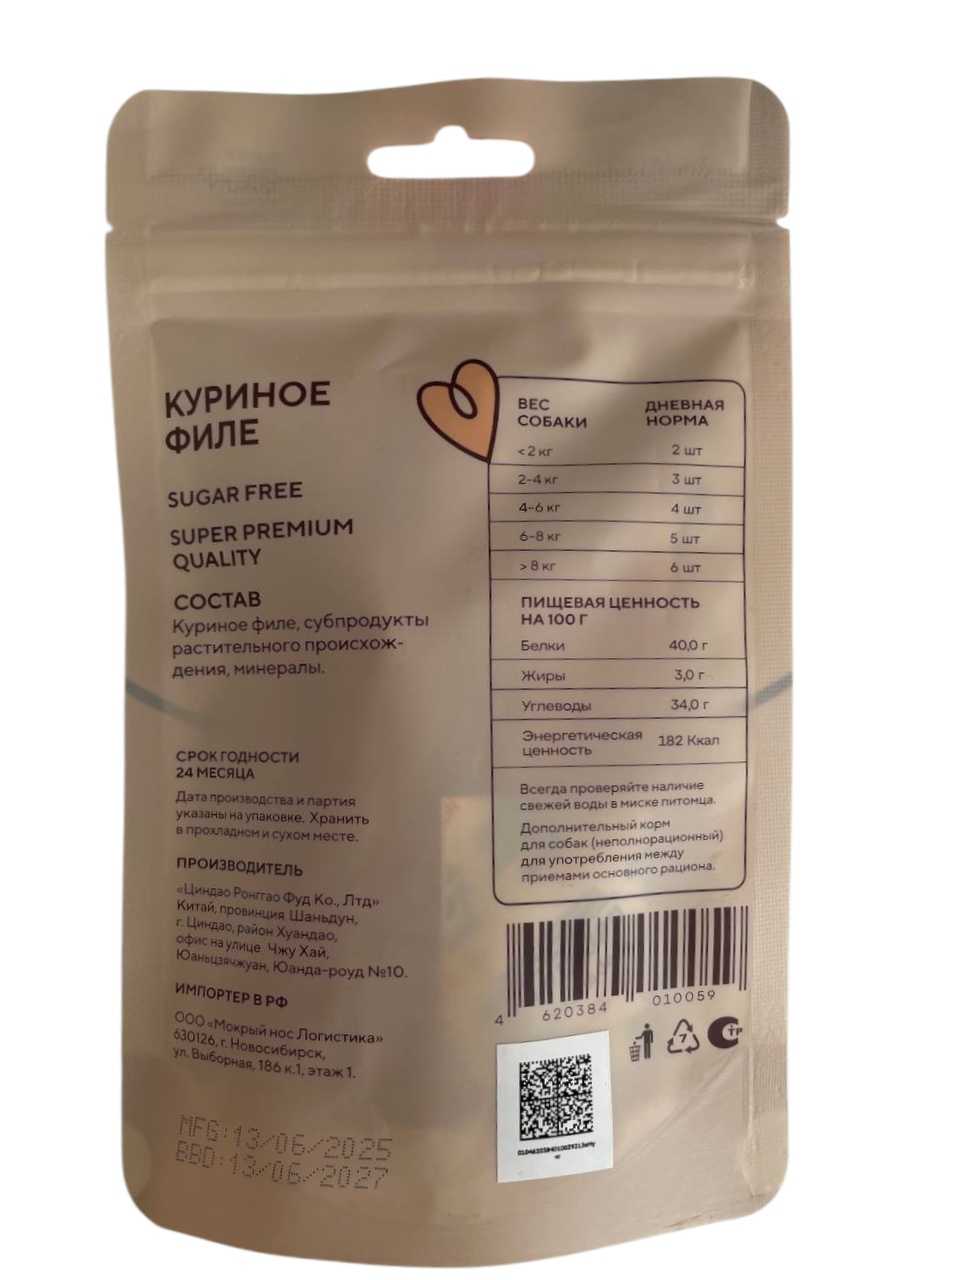 КУРИНОЕ
ФИЛЕ
SUGAR FREE
SUPER PREMIUM
QUALITY
СОСТАВ
Куриное филе, субпродукты
растительного происхож-
дения, минералы.
СРОК ГОДНОСТИ
24 МЕСЯЦА
Дата производства и партия
указаны на упаковке. Хранить
в прохладном и сухом месте.
ПРОИЗВОДИТЕЛЬ
«Циндао Ронггао Фуд Ко., Лтд»
Китай, провинция Шаньдун,
г. Циндао, район Хуандао,
офис на улице Чжу Хай,
Юаньцзячжуан, Юанда-роуд №10.
ИМПОРТЕР В РФ
ООО «Мокрый нос Логистика»
630126, г. Новосибирск,
ул. Выборная, 186 к.1, этаж 1.
MFG:13/06/2025
BBD:13/06/2027
ВЕС СОБАКИ ДНЕВНАЯ НОРМА
<2 кг 2 шт
2-4 кг 3 шт
4-6 кг 4 шт
6-8 кг 5 шт
>8 кг 6 шт
ПИЩЕВАЯ ЦЕННОСТЬ
НА 100 Г
Белки 40,0 г
Жиры 3,0 г
Углеводы 34,0 г
Энергетическая ценность 182 Ккал
Всегда проверяйте наличие
свежей воды в миске питомца.
Дополнительный корм
для собак (неполнорационный)
для употребления между
приемами основного рациона.
4 620384 010059
7
ТР